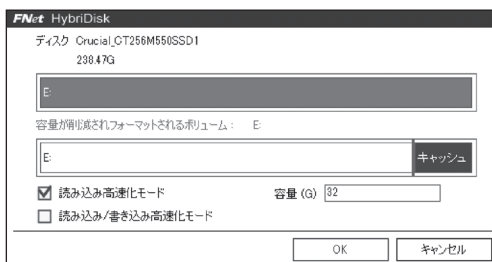 FNet HybriDisk
ディスク Crucial_CT256M550SSD1
238.47G
E:
容量が削減されフォーマットされるボリューム： E:
E:
キャッシュ
読み込み高速化モード 容量 (G) 32
読み込み/書き込み高速化モード
OK キャンセル